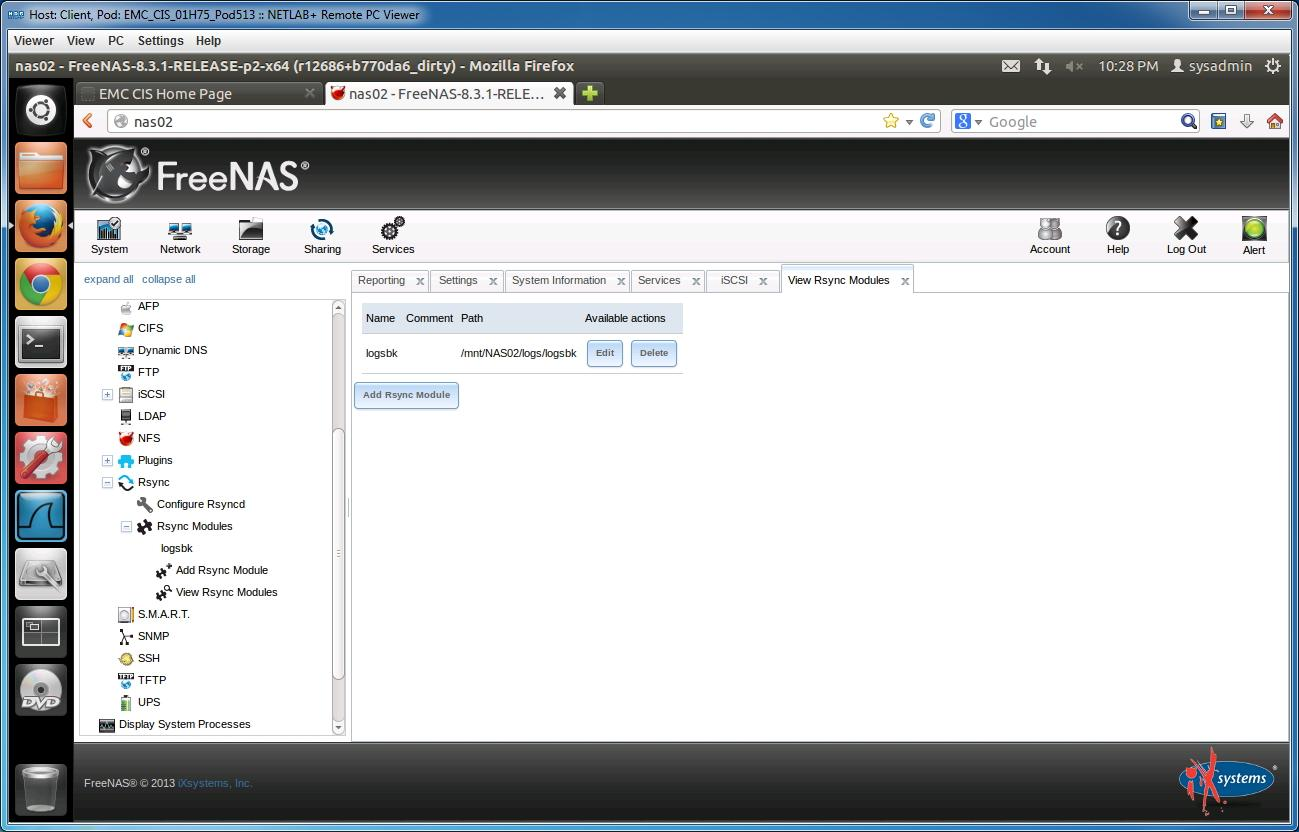 Host: Client, Pod: EMC_CIS_01H75_Pod513 :: NETLAB+ Remote PC Viewer
Viewer View PC Settings Help
nas02 - FreeNAS-8.3.1-RELEASE-p2-x64 (r12686+b770da6_dirty) - Mozilla Firefox 10:28 PM sysadmin
EMC CIS Home Page nas02 - FreeNAS-8.3.1-RELE...
nas02 Google
FreeNAS®
System Network Storage Sharing Services Account Help Log Out Alert
expand all collapse all
Reporting Settings System Information Services iSCSI View Rsync Modules
AFP
CIFS
Dynamic DNS
FTP
iSCSI
LDAP
NFS
Plugins
Rsync
Configure Rsyncd
Rsync Modules
logsbk
Add Rsync Module
View Rsync Modules
S.M.A.R.T.
SNMP
SSH
TFTP
UPS
Display System Processes
Name Comment Path Available actions
logsbk /mnt/NAS02/logs/logsbk Edit Delete
Add Rsync Module
FreeNAS® © 2013 iXsystems, Inc.
iXsystems®
DVD